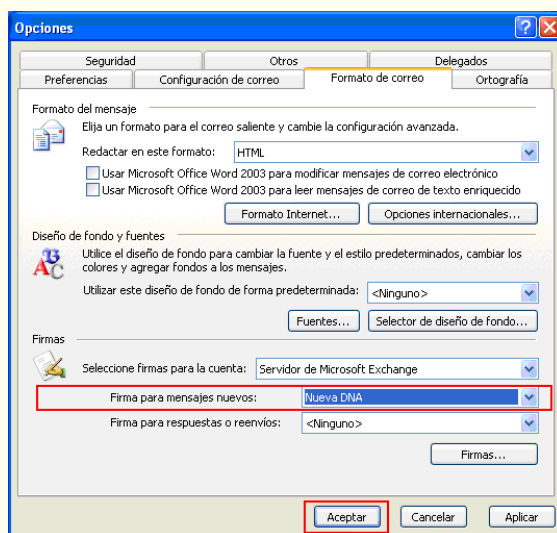 Opciones
Seguridad Otros Delegados
Preferencias Configuración de correo Formato de correo Ortografía
Formato del mensaje
Elija un formato para el correo saliente y cambie la configuración avanzada.
Redactar en este formato: HTML
Usar Microsoft Office Word 2003 para modificar mensajes de correo electrónico
Usar Microsoft Office Word 2003 para leer mensajes de correo de texto enriquecido
Formato Internet... Opciones internacionales...
Diseño de fondo y fuentes
Utilice el diseño de fondo para cambiar la fuente y el estilo predeterminados, cambiar los
colores y agregar fondos a los mensajes.
Utilizar este diseño de fondo de forma predeterminada: <Ninguno>
Fuentes... Selector de diseño de fondo...
Firmas
Seleccione firmas para la cuenta: Servidor de Microsoft Exchange
Firma para mensajes nuevos: Nueva DNA
Firma para respuestas o reenvíos: <Ninguno>
Firmas...
Aceptar Cancelar Aplicar